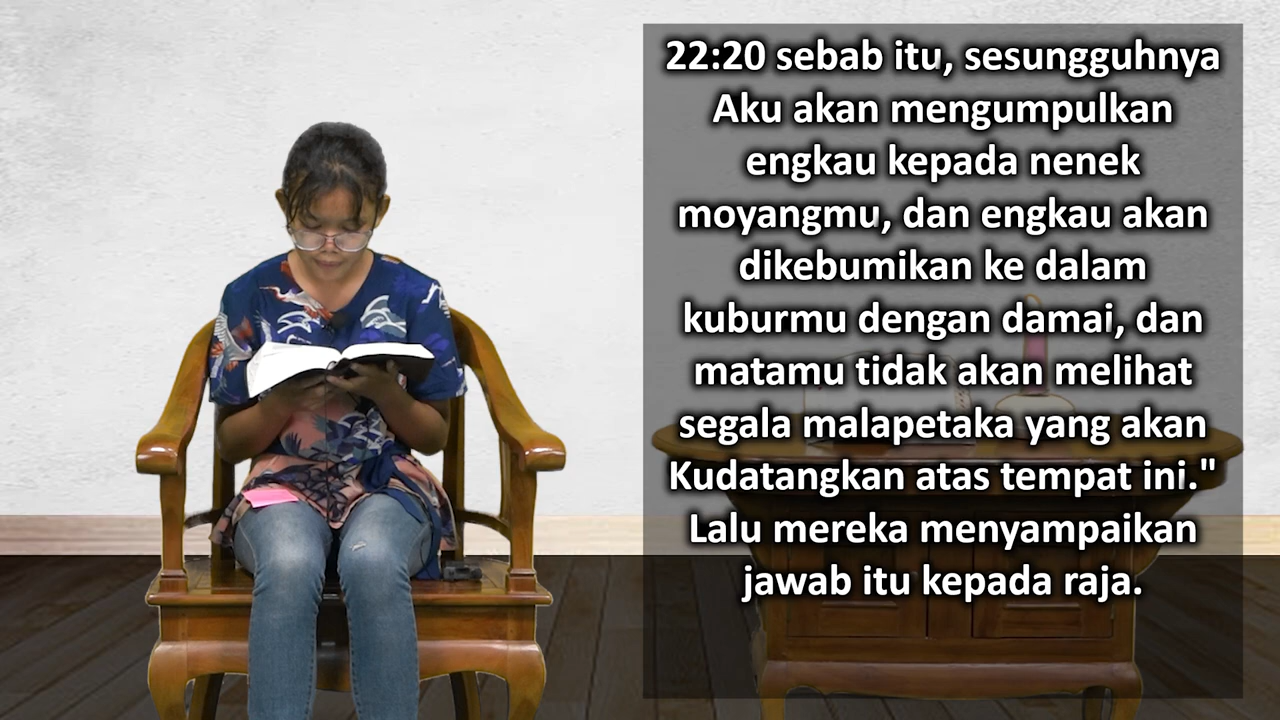 22:20 sebab itu, sesungguhnya
Aku akan mengumpulkan
engkau kepada nenek
moyangmu, dan engkau akan
dikebumikan ke dalam
kuburmu dengan damai, dan
matamu tidak akan melihat
segala malapetaka yang akan
Kudatangkan atas tempat ini."
Lalu mereka menyampaikan
jawab itu kepada raja.